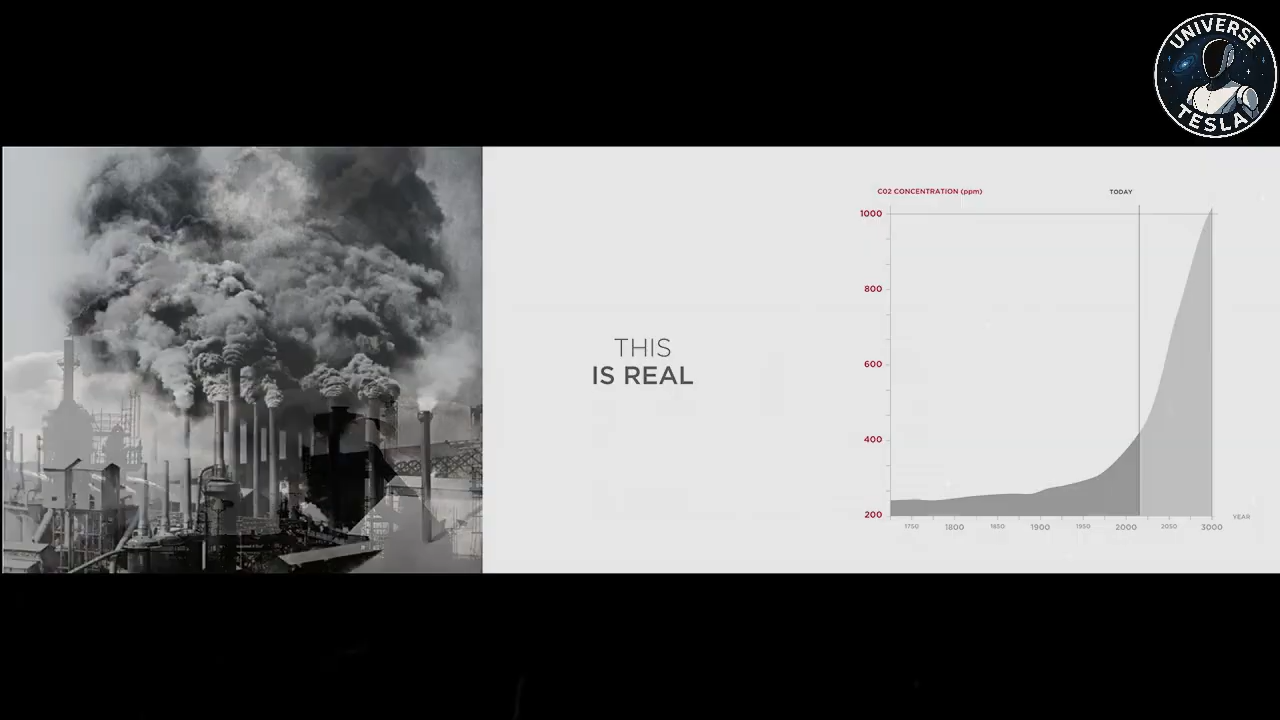 UNIVERSE
TESLA
THIS
IS REAL
C02 CONCENTRATION (ppm)
TODAY
1000
800
600
400
200
1750
1800
1850
1900
1950
2000
2050
3000
YEAR